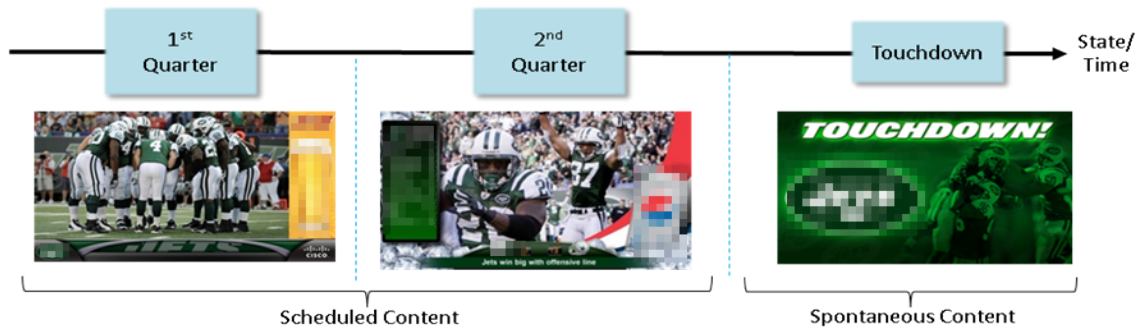 1st
Quarter
2nd
Quarter
Touchdown
State/
Time
4
JETS
CISCO
27
Jets win big with offensive line
TOUCHDOWN!
Scheduled Content
Spontaneous Content